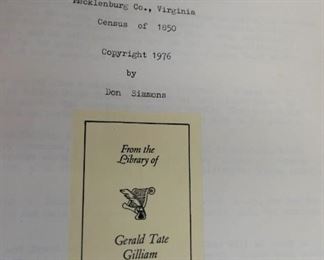 Mecklenburg Co., Virginia
Census of 1850
Copyright 1976
by
Don Simmons
From the
Library of
Gerald Tate
Gilliam